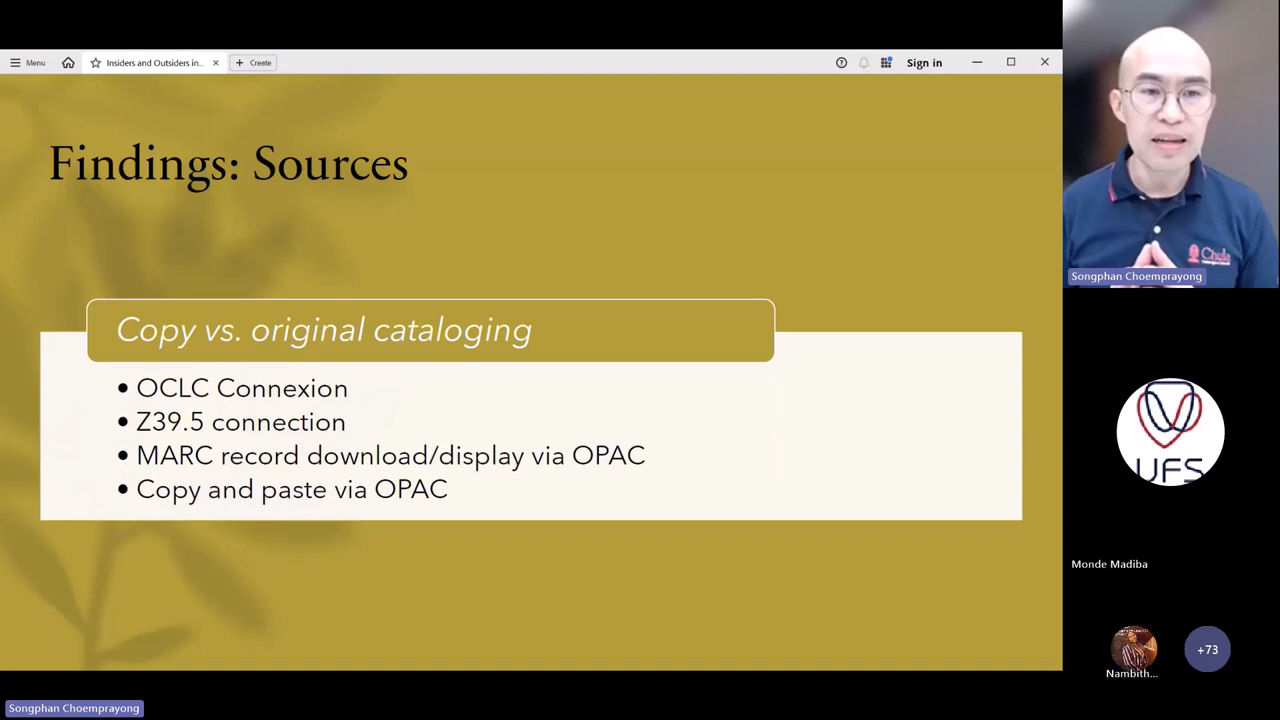 Menu
Insiders and Outsiders in...
Create
Sign in
Findings: Sources
Copy vs. original cataloging
• OCLC Connexion
• Z39.5 connection
• MARC record download/display via OPAC
• Copy and paste via OPAC
Chula
Songphan Choemprayong
UFS
Monde Madiba
+73
Nambith...
Songphan Choemprayong